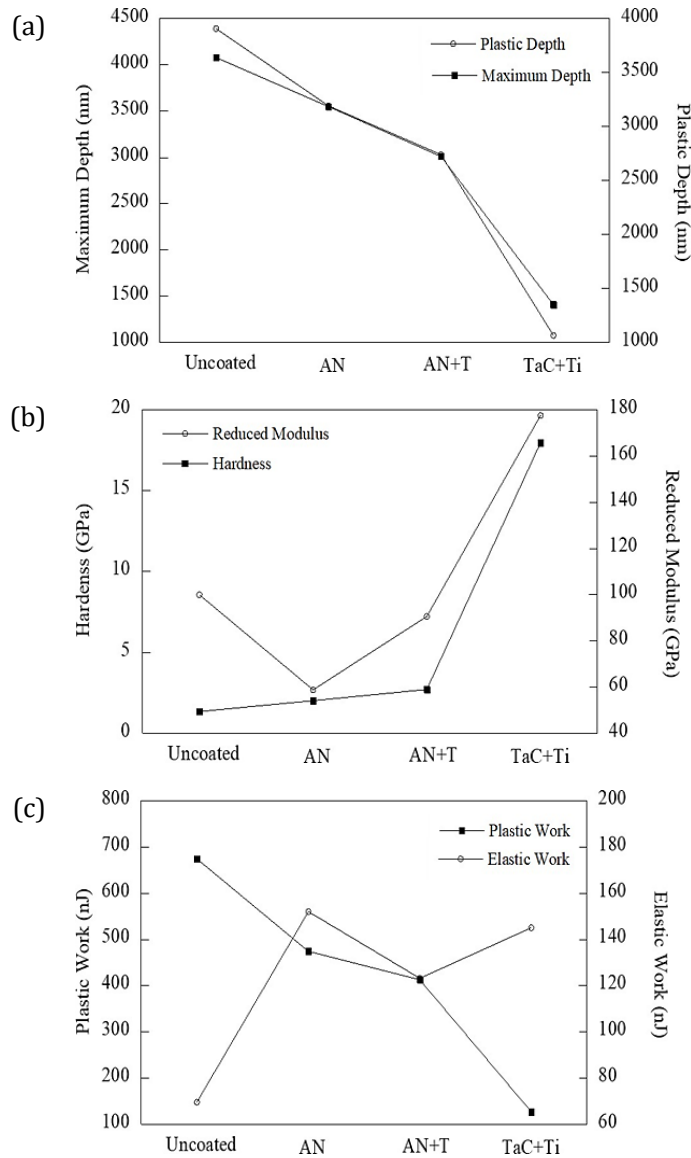 (a)
4500
4000
3500
3000
2500
2000
1500
1000
Maximum Depth (nm)
Plastic Depth
Maximum Depth
4000
3500
3000
2500
2000
1500
1000
Plastic Depth (nm)
Uncoated AN AN+T TaC+Ti
(b)
20
15
10
5
0
Hardenss (GPa)
Reduced Modulus
Hardness
180
160
140
120
100
80
60
40
Reduced Modulus (GPa)
Uncoated AN AN+T TaC+Ti
(c)
800
700
600
500
400
300
200
100
Plastic Work (nJ)
Plastic Work
Elastic Work
200
180
160
140
120
100
80
60
Elastic Work (nJ)
Uncoated AN AN+T TaC+Ti